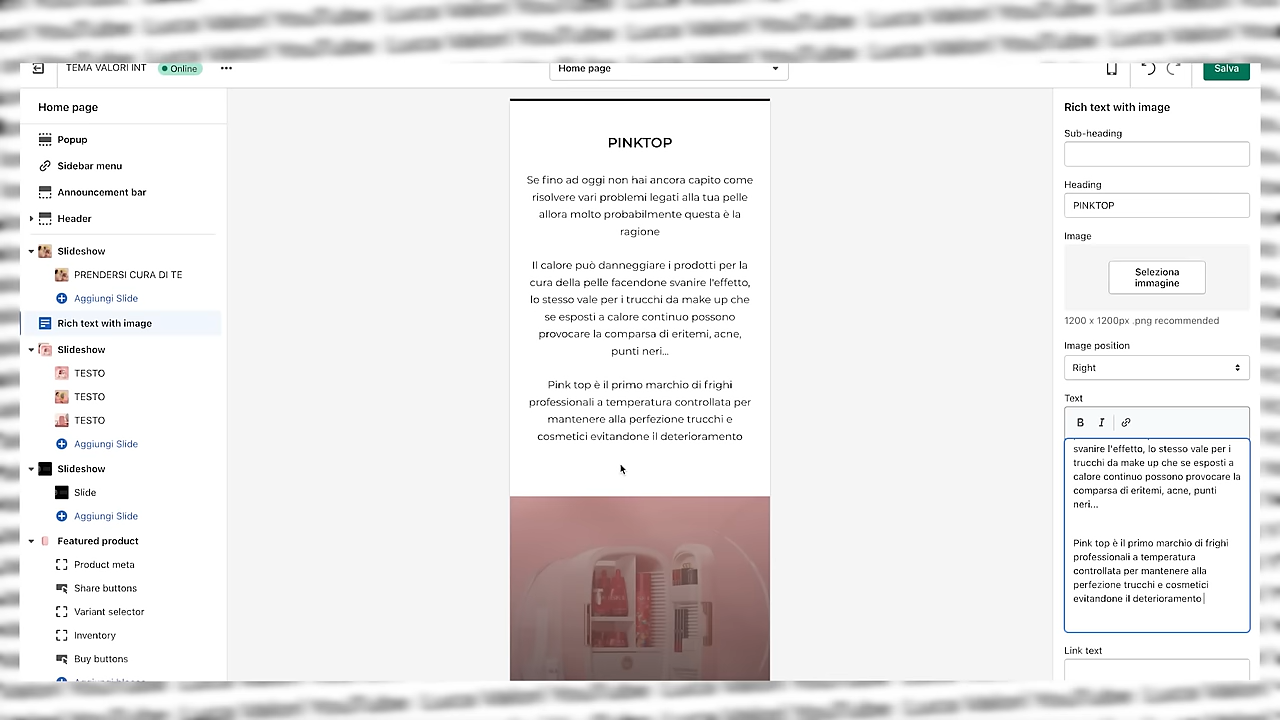 TEMA VALORI INT
Online
Home page
Salva
Home page
Popup
Sidebar menu
Announcement bar
Header
Slideshow
PRENDERSI CURA DI TE
Aggiungi Slide
Rich text with image
Slideshow
TESTO
TESTO
TESTO
Aggiungi Slide
Slideshow
Slide
Aggiungi Slide
Featured product
Product meta
Share buttons
Variant selector
Inventory
Buy buttons
PINKTOP
Se fino ad oggi non hai ancora capito come
risolvere vari problemi legati alla tua pelle
allora molto probabilmente questa è la
ragione
Il calore può danneggiare i prodotti per la
cura della pelle facendone svanire l'effetto,
lo stesso vale per i trucchi da make up che
se esposti a calore continuo possono
provocare la comparsa di eritemi, acne,
punti neri...
Pink top è il primo marchio di frighi
professionali a temperatura controllata per
mantenere alla perfezione trucchi e
cosmetici evitandone il deterioramento
Rich text with image
Sub-heading
Heading
PINKTOP
Image
Seleziona
immagine
1200 x 1200px .png recommended
Image position
Right
Text
B I
svanire l'effetto, lo stesso vale per i
trucchi da make up che se esposti a
calore continuo possono provocare la
comparsa di eritemi, acne, punti
neri...
Pink top è il primo marchio di frighi
professionali a temperatura
controllata per mantenere alla
perfezione trucchi e cosmetici
evitandone il deterioramento
Link text